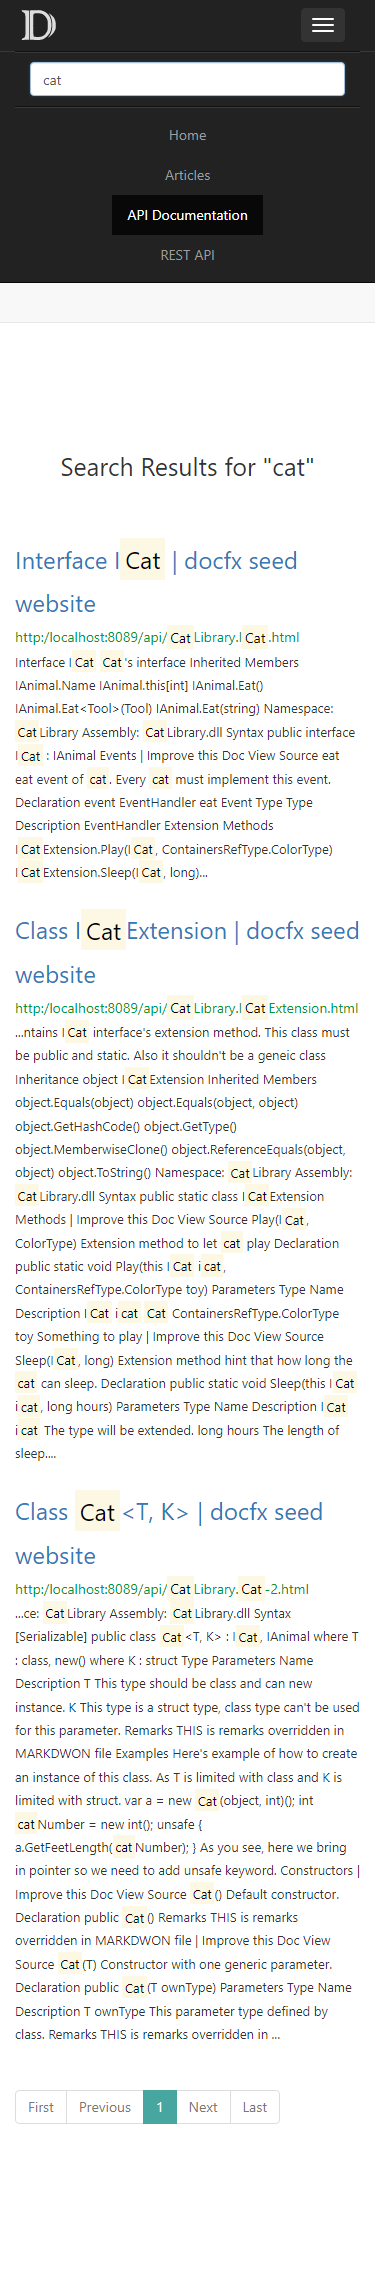 D
cat
Home
Articles
API Documentation
REST API
Search Results for "cat"
Interface ICat | docfx seed
website
http:/localhost:8089/api/CatLibrary.ICat.html
Interface ICat Cat's interface Inherited Members
IAnimal.Name IAnimal.this[int] IAnimal.Eat()
IAnimal.Eat<Tool>(Tool) IAnimal.Eat(string) Namespace:
CatLibrary Assembly: CatLibrary.dll Syntax public interface
ICat : IAnimal Events | Improve this Doc View Source eat
eat event of cat. Every cat must implement this event.
Declaration event EventHandler eat Event Type Type
Description EventHandler Extension Methods
ICatExtension.Play(ICat, ContainersRefType.ColorType)
ICatExtension.Sleep(ICat, long)...
Class ICatExtension | docfx seed
website
http:/localhost:8089/api/CatLibrary.ICatExtension.html
...ntains ICat interface's extension method. This class must
be public and static. Also it shouldn't be a geneic class
Inheritance object ICatExtension Inherited Members
object.Equals(object) object.Equals(object, object)
object.GetHashCode() object.GetType()
object.MemberwiseClone() object.ReferenceEquals(object,
object) object.ToString() Namespace: CatLibrary Assembly:
CatLibrary.dll Syntax public static class ICatExtension
Methods | Improve this Doc View Source Play(ICat,
ColorType) Extension method to let cat play Declaration
public static void Play(this ICat icat,
ContainersRefType.ColorType toy) Parameters Type Name
Description ICat icat Cat ContainersRefType.ColorType
toy Something to play | Improve this Doc View Source
Sleep(ICat, long) Extension method hint that how long the
cat can sleep. Declaration public static void Sleep(this ICat
icat, long hours) Parameters Type Name Description ICat
icat The type will be extended. long hours The length of
sleep....
Class Cat<T, K> | docfx seed
website
http:/localhost:8089/api/CatLibrary.Cat-2.html
...ce: CatLibrary Assembly: CatLibrary.dll Syntax
[Serializable] public class Cat<T, K> : ICat, IAnimal where T
: class, new() where K : struct Type Parameters Name
Description T This type should be class and can new
instance. K This type is a struct type, class type can't be used
for this parameter. Remarks THIS is remarks overridden in
MARKDWON file Examples Here's example of how to create
an instance of this class. As T is limited with class and K is
limited with struct. var a = new Cat(object, int)(); int
catNumber = new int(); unsafe {
a.GetFeetLength(catNumber); } As you see, here we bring
in pointer so we need to add unsafe keyword. Constructors |
Improve this Doc View Source Cat() Default constructor.
Declaration public Cat() Remarks THIS is remarks
overridden in MARKDWON file | Improve this Doc View
Source Cat(T) Constructor with one generic parameter.
Declaration public Cat(T ownType) Parameters Type Name
Description T ownType This parameter type defined by
class. Remarks THIS is remarks overridden in ...
First Previous 1 Next Last